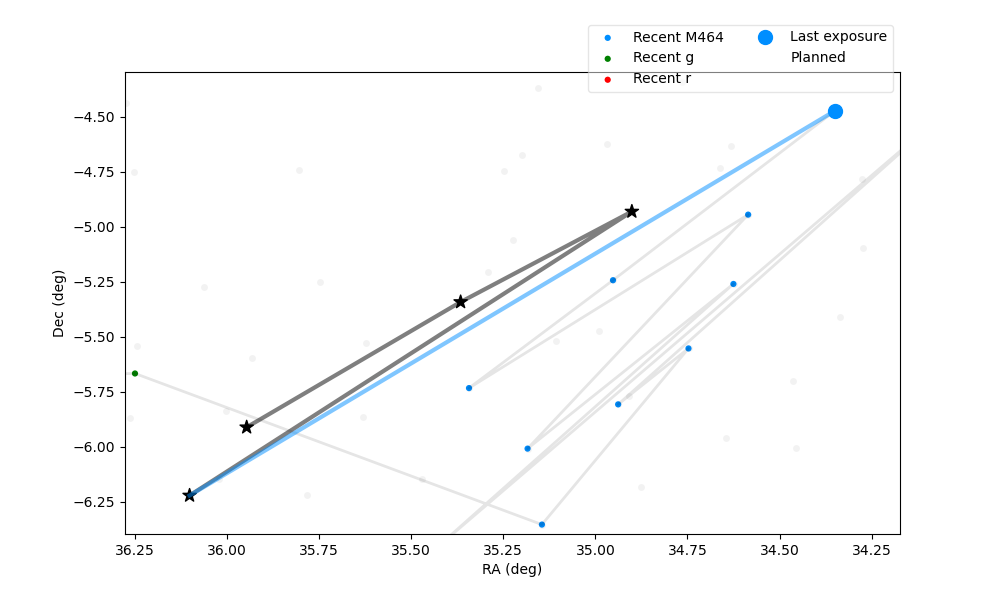 Recent M464 Last exposure
Recent g Planned
Recent r
−4.50
−4.75
−5.00
−5.25
−5.50
−5.75
−6.00
−6.25
Dec (deg)
36.25 36.00 35.75 35.50 35.25 35.00 34.75 34.50 34.25
RA (deg)